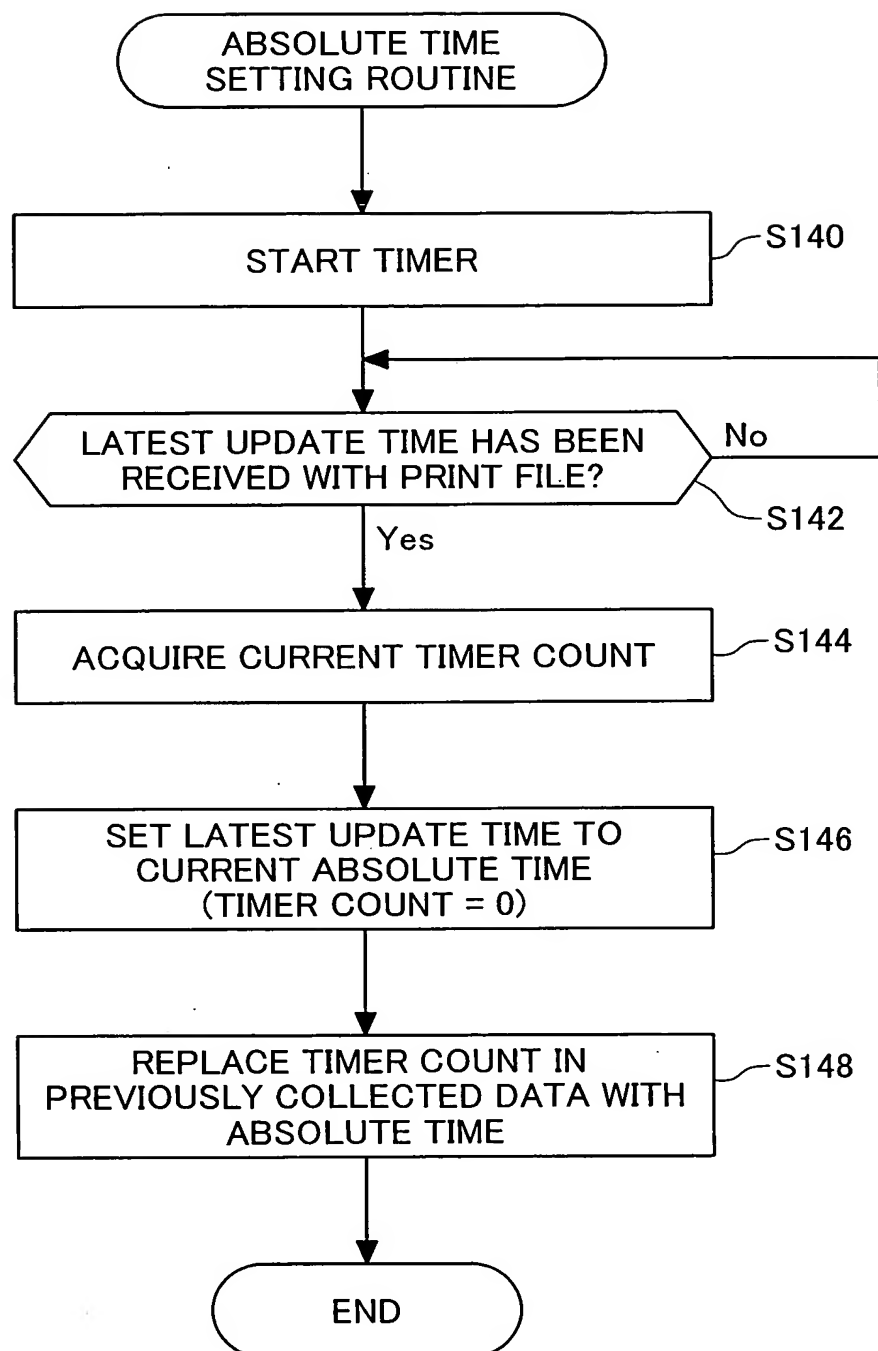 ABSOLUTE TIME
SETTING ROUTINE
START TIMER
S140
LATEST UPDATE TIME HAS BEEN
RECEIVED WITH PRINT FILE?
No
S142
Yes
ACQUIRE CURRENT TIMER COUNT
S144
SET LATEST UPDATE TIME TO
CURRENT ABSOLUTE TIME
(TIMER COUNT = 0)
S146
REPLACE TIMER COUNT IN
PREVIOUSLY COLLECTED DATA WITH
ABSOLUTE TIME
S148
END